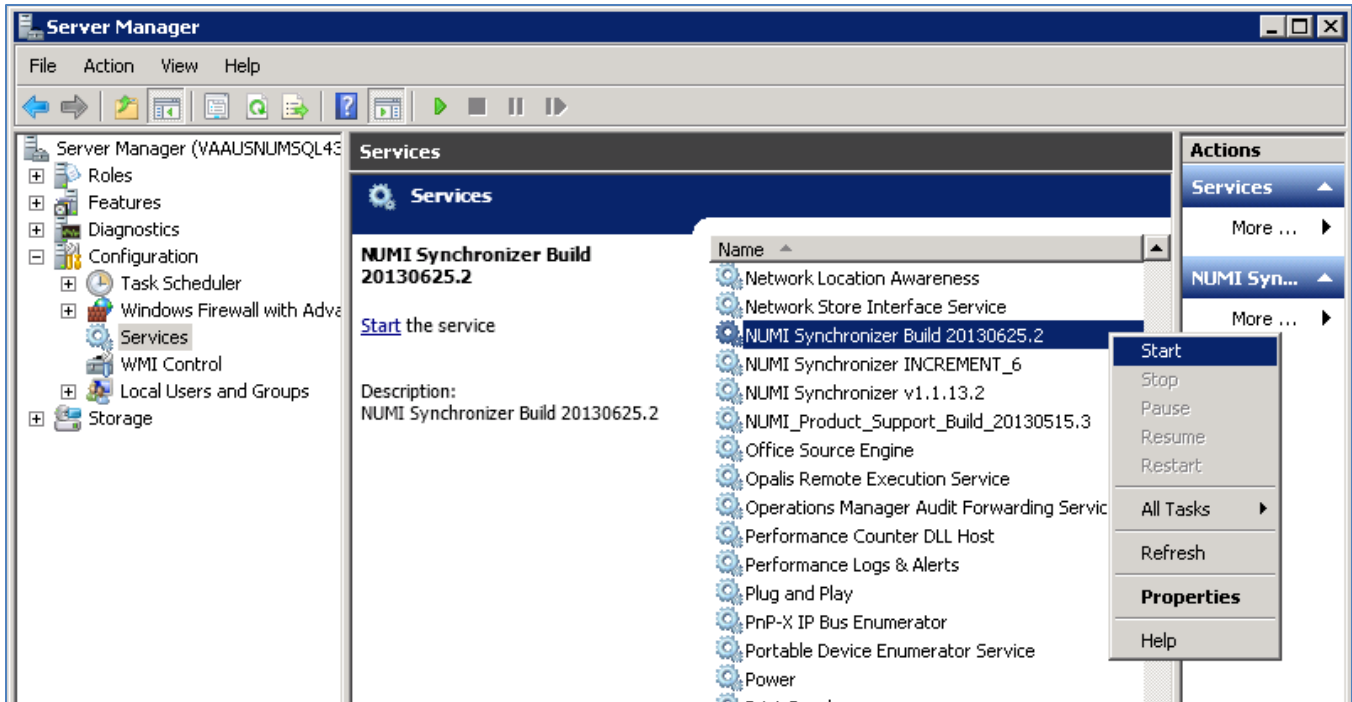 Server Manager
File Action View Help
Server Manager (VAAUSNUMSQL43
Roles
Features
Diagnostics
Configuration
Task Scheduler
Windows Firewall with Adva
Services
WMI Control
Local Users and Groups
Storage
Services
Services
NUMI Synchronizer Build
20130625.2
Start the service
Description:
NUMI Synchronizer Build 20130625.2
Name
Network Location Awareness
Network Store Interface Service
NUMI Synchronizer Build 20130625.2
NUMI Synchronizer INCREMENT_6
NUMI Synchronizer v1.1.13.2
NUMI_Product_Support_Build_20130515.3
Office Source Engine
Opalis Remote Execution Service
Operations Manager Audit Forwarding Servic
Performance Counter DLL Host
Performance Logs & Alerts
Plug and Play
PnP-X IP Bus Enumerator
Portable Device Enumerator Service
Power
Start
Stop
Pause
Resume
Restart
All Tasks
Refresh
Properties
Help
Actions
Services
More ...
NUMI Syn...
More ...